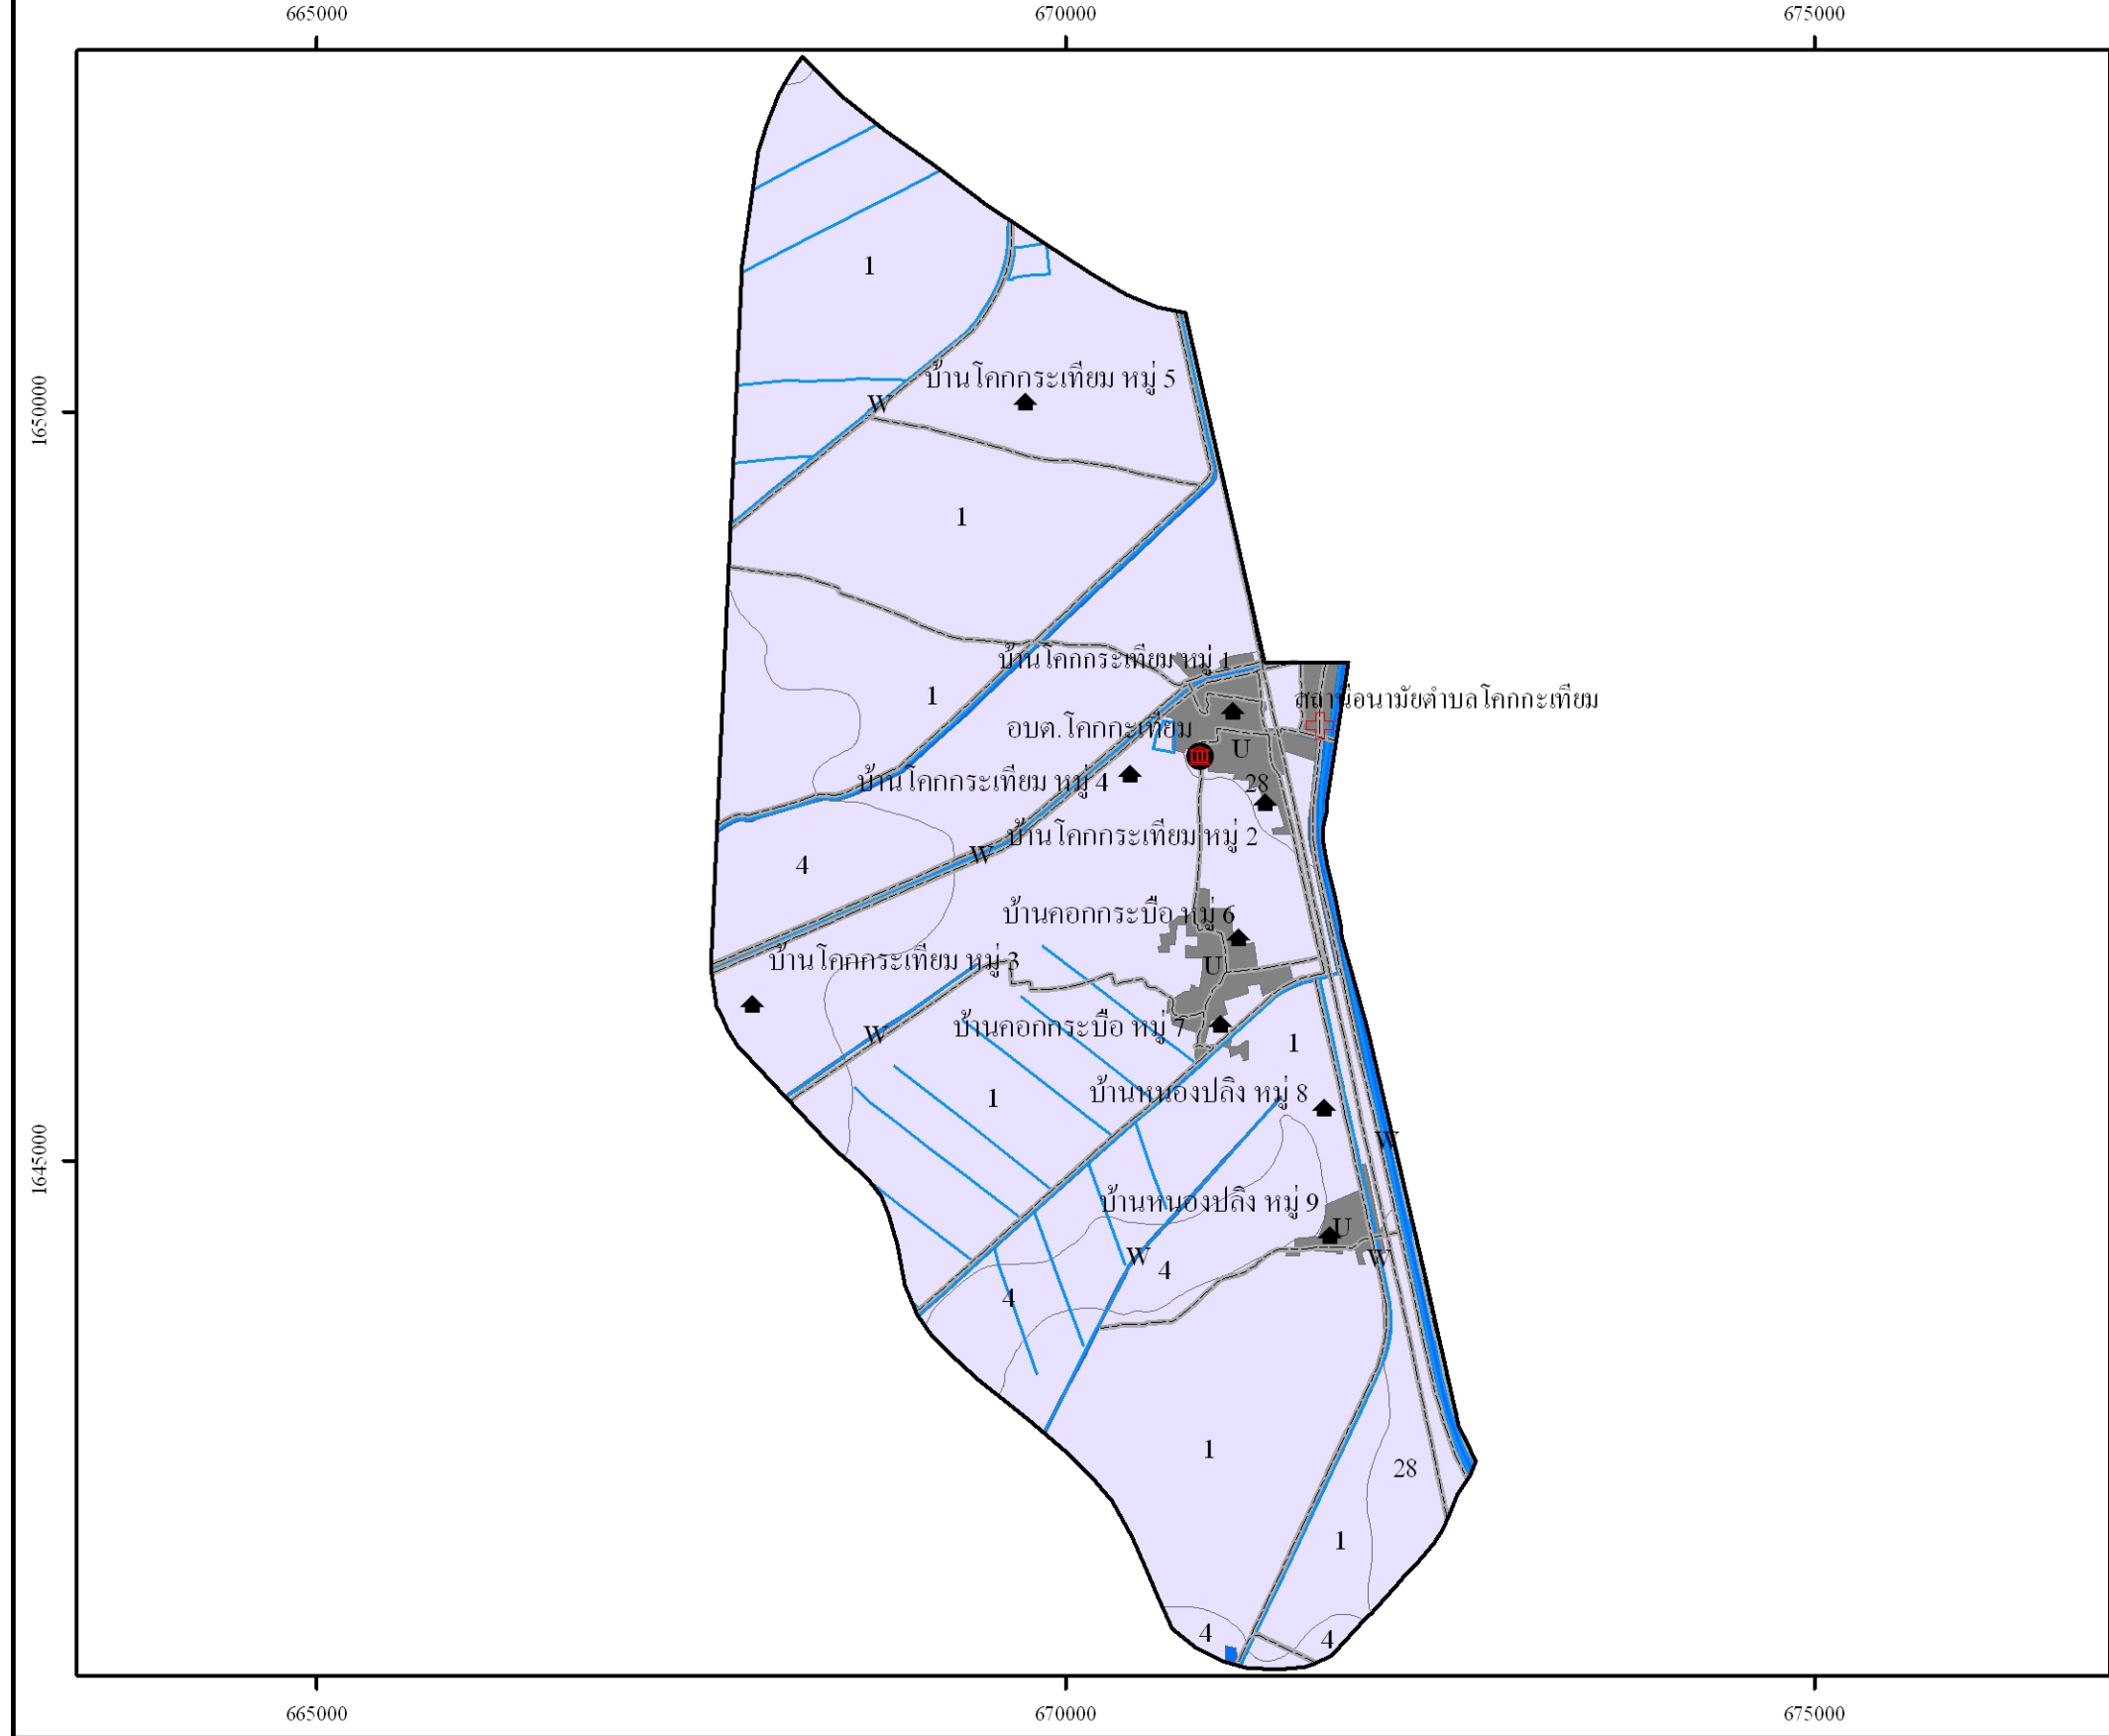 665000 670000 675000
1
บ้านโคกกระเทียม หมู่ 5
W
1650000
1
บ้านโคกกระเทียม หมู่ 1
1
สถานีอนามัยตำบลโคกกะเทียม
อบต.โคกกะเทียม
U
บ้านโคกกระเทียม หมู่ 4
28
บ้านโคกกระเทียม หมู่ 2
W
4
บ้านคอกกระบือ หมู่ 6
บ้านโคกกระเทียม หมู่ 3
U
บ้านคอกกระบือ หมู่ 7
W
1
บ้านหนองปลิง หมู่ 8
1
W
1645000
บ้านหนองปลิง หมู่ 9
U
W
W
4
4
1
28
1
4
4
665000 670000 675000